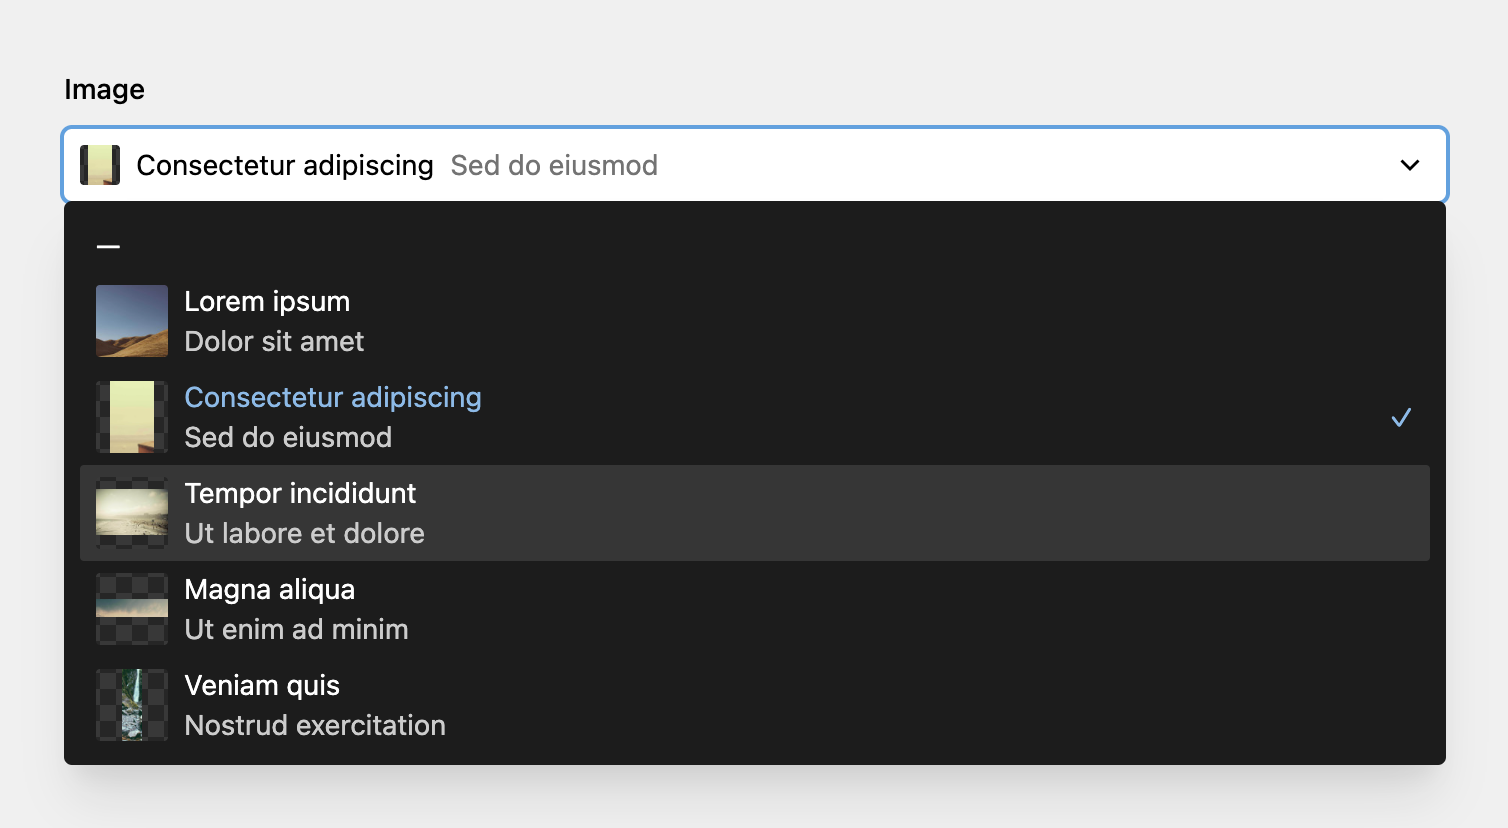 Image
Consectetur adipiscing Sed do eiusmod
—
Lorem ipsum
Dolor sit amet
Consectetur adipiscing
Sed do eiusmod
Tempor incididunt
Ut labore et dolore
Magna aliqua
Ut enim ad minim
Veniam quis
Nostrud exercitation